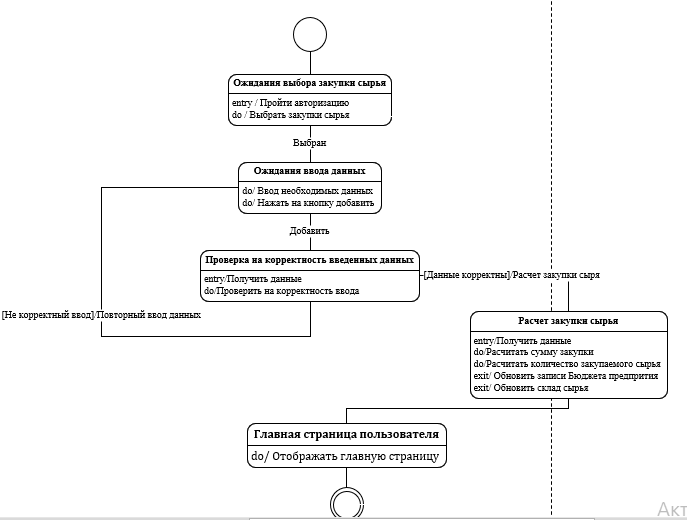 Ожидания выбора закупки сырья
entry / Пройти авторизацию
do / Выбрать закупки сырья
Выбран
Ожидания ввода данных
do/ Ввод необходимых данных
do/ Нажать на кнопку добавить
Добавить
Проверка на корректность введенных данных
entry/Получить данные
do/Проверить на корректность ввода
[Данные корректны]/Расчет закупки сыря
[Не корректный ввод]/Повторный ввод данных
Расчет закупки сырья
entry/Получить данные
do/Расчитать сумму закупки
do/Расчитать количество закупаемого сырья
exit/ Обновить записи Бюджета предпрития
exit/ Обновить склад сырья
Главная страница пользователя
do/ Отображать главную страницу
Акт